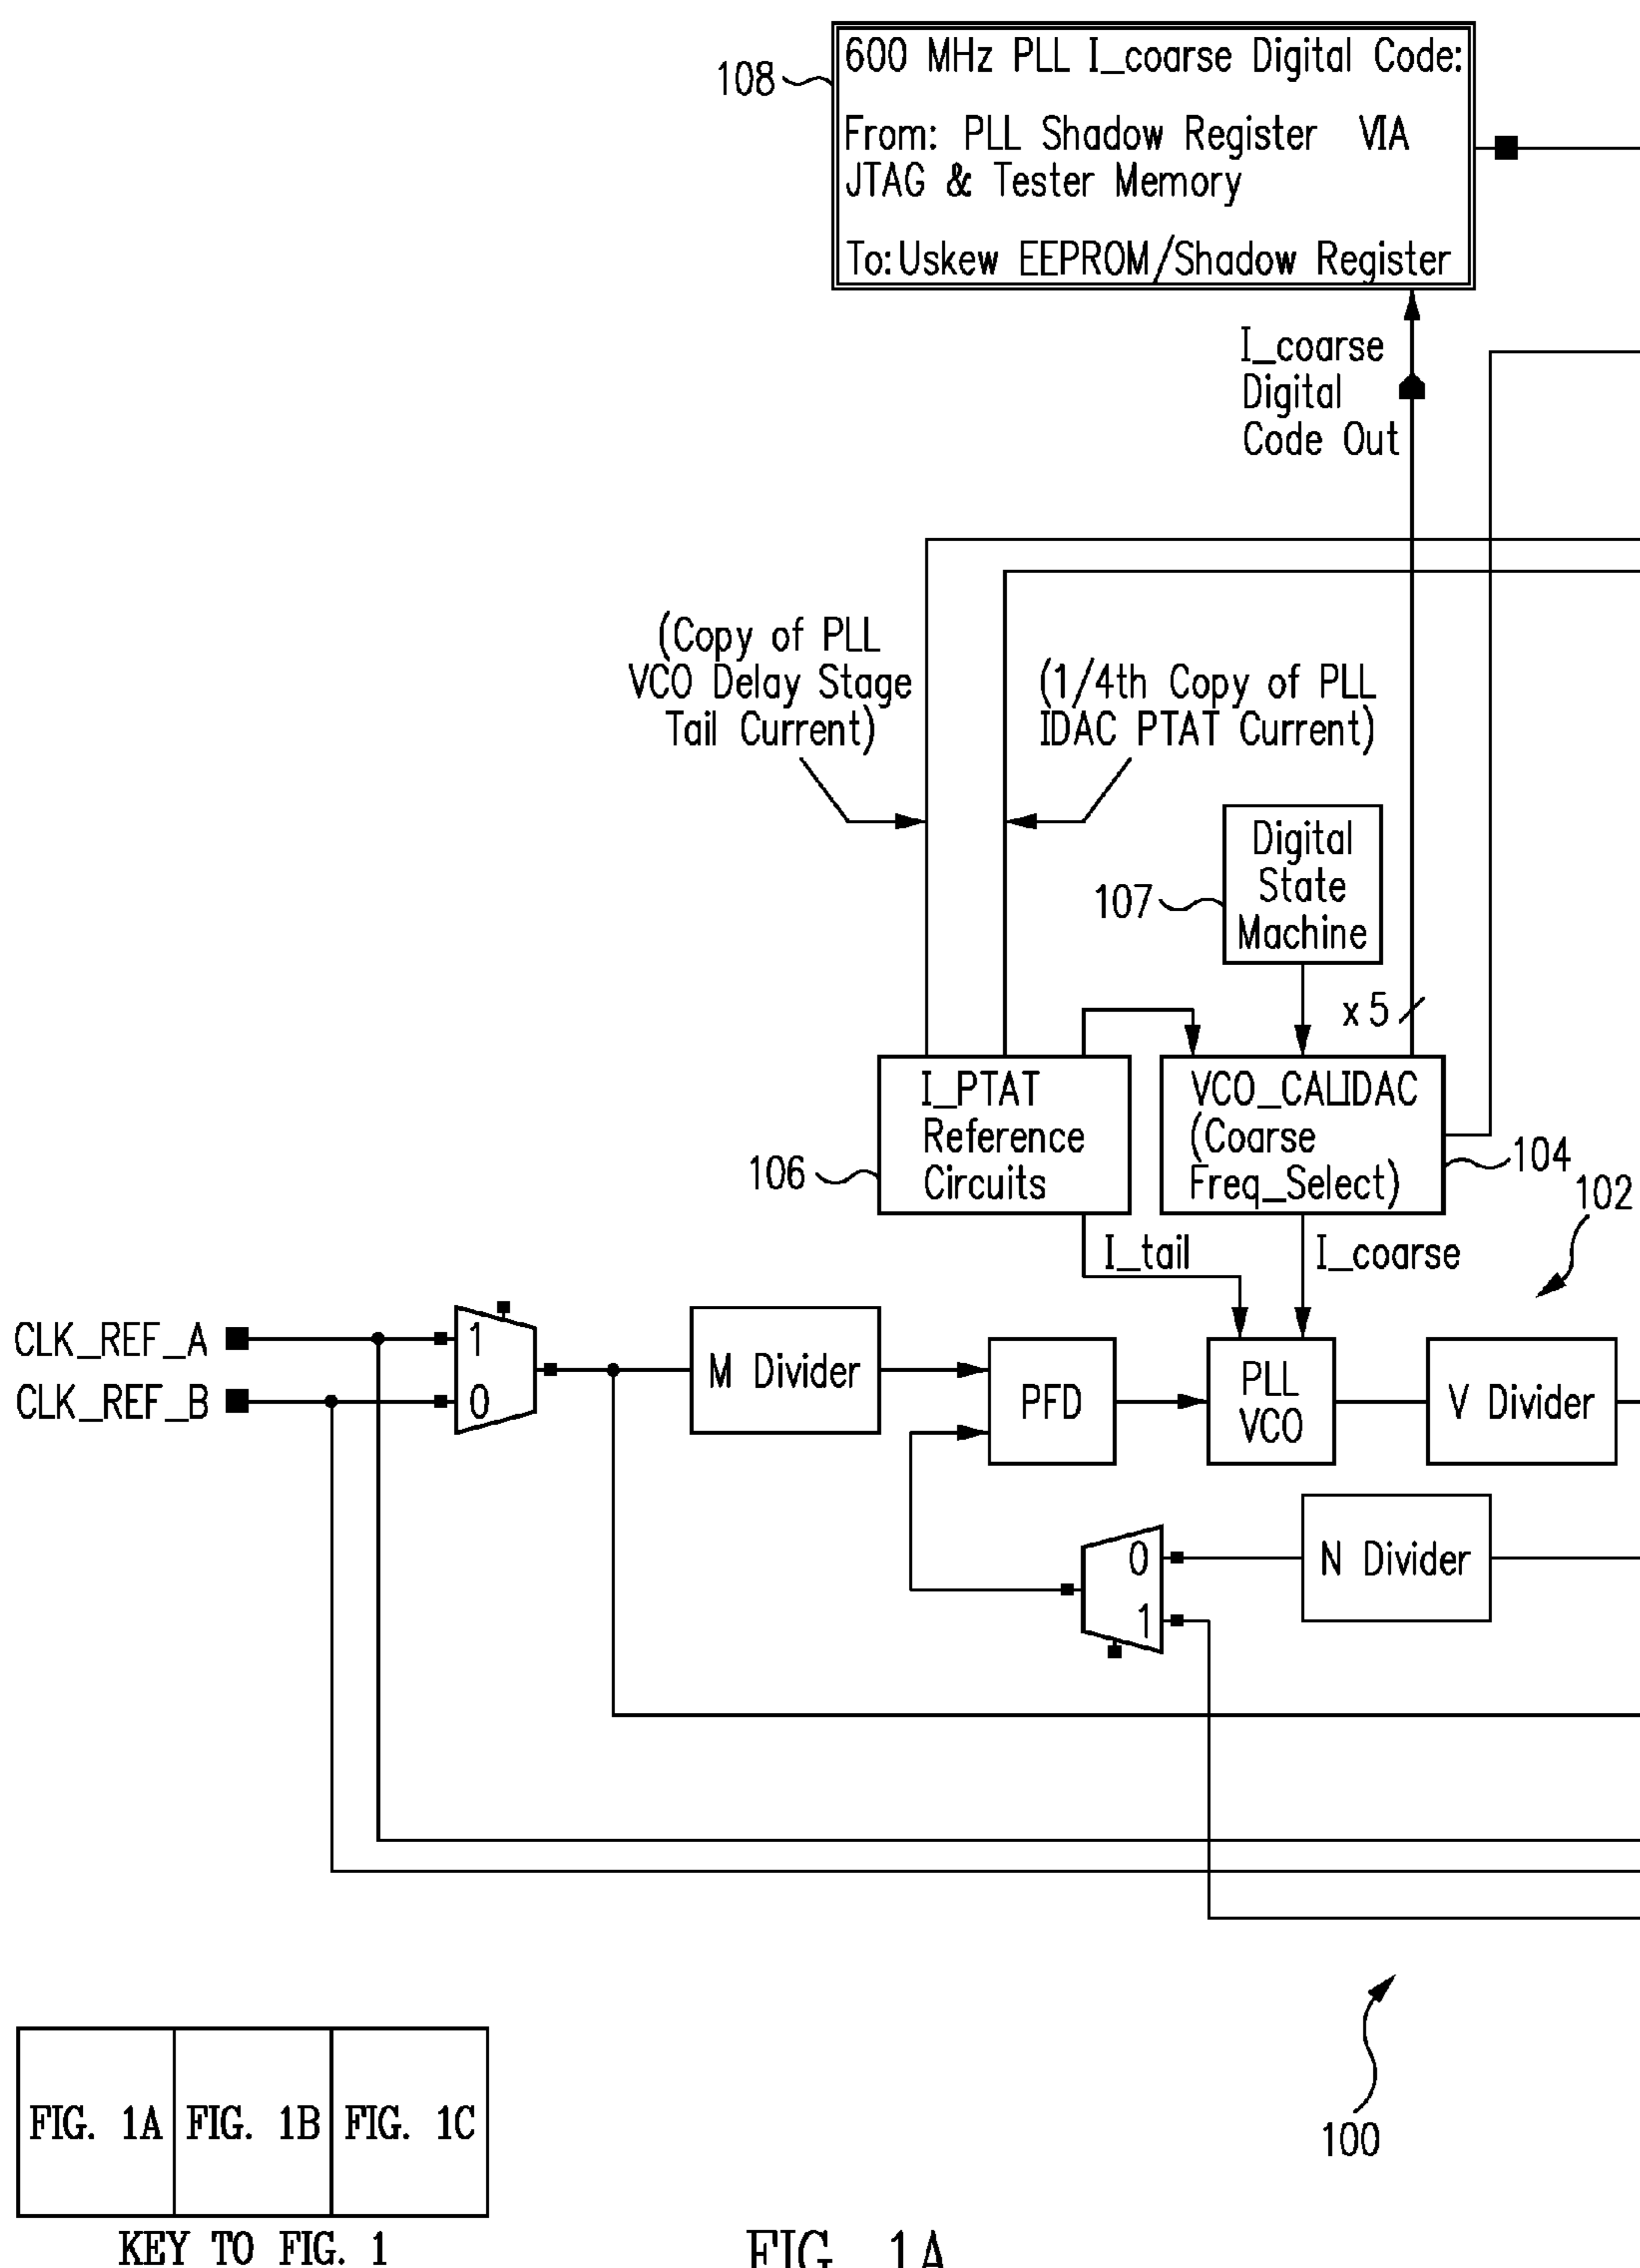 108
600 MHz PLL I_coarse Digital Code:
From: PLL Shadow Register VIA
JTAG & Tester Memory
To: Uskew EEPROM/Shadow Register
I_coarse
Digital
Code Out
(Copy of PLL
VCO Delay Stage
Tail Current)
(1/4th Copy of PLL
IDAC PTAT Current)
107
Digital
State
Machine
x 5
106
I_PTAT
Reference
Circuits
VCO_CALIDAC
(Coarse
Freq_Select)
104
102
I_tail
I_coarse
CLK_REF_A
CLK_REF_B
1
0
M Divider
PFD
PLL
VCO
V Divider
0
1
N Divider
100
FIG. 1A
FIG. 1B
FIG. 1C
KEY TO FIG. 1
FIG. 1A